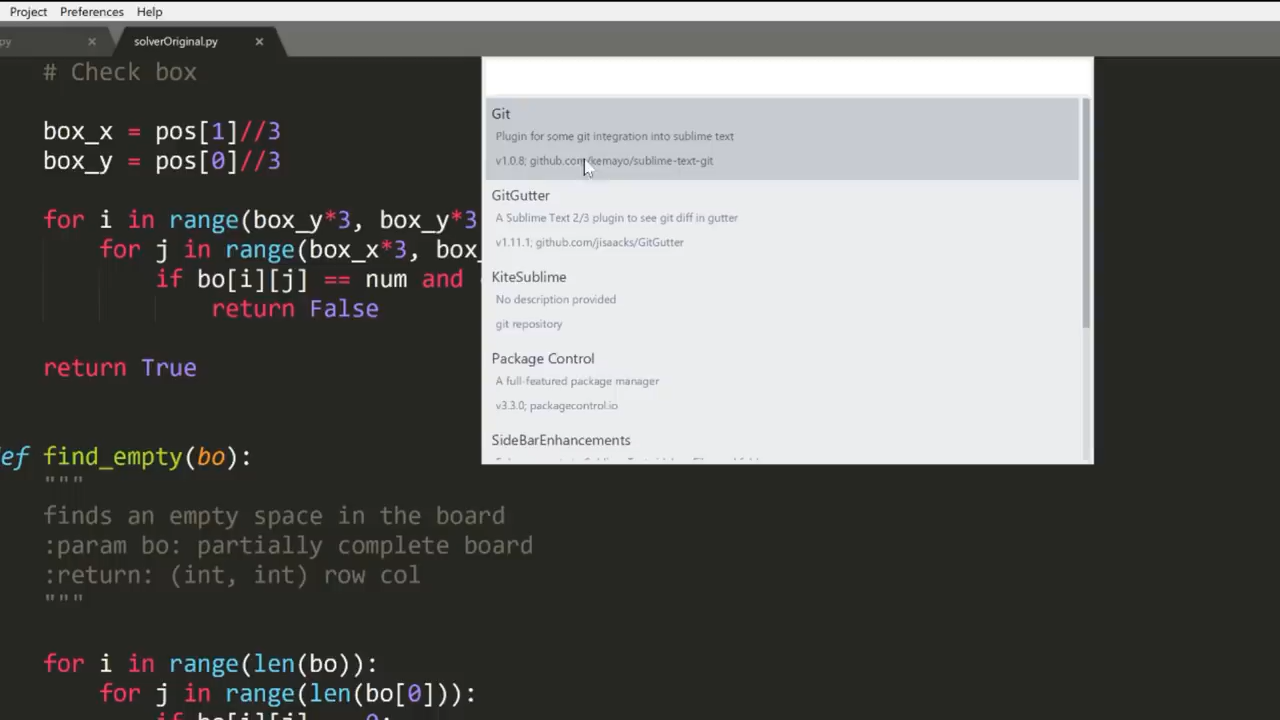 Project Preferences Help
py × solverOriginal.py ×
# Check box
box_x = pos[1]//3
box_y = pos[0]//3
for i in range(box_y*3, box_y*3
for j in range(box_x*3, box_
if bo[i][j] == num and
return False
return True
ef find_empty(bo):
"""
finds an empty space in the board
:param bo: partially complete board
:return: (int, int) row col
"""
for i in range(len(bo)):
for j in range(len(bo[0])):
Git
Plugin for some git integration into sublime text
v1.0.8; github.com/kemayo/sublime-text-git
GitGutter
A Sublime Text 2/3 plugin to see git diff in gutter
v1.11.1; github.com/jisaacks/GitGutter
KiteSublime
No description provided
git repository
Package Control
A full-featured package manager
v3.3.0; packagecontrol.io
SideBarEnhancements